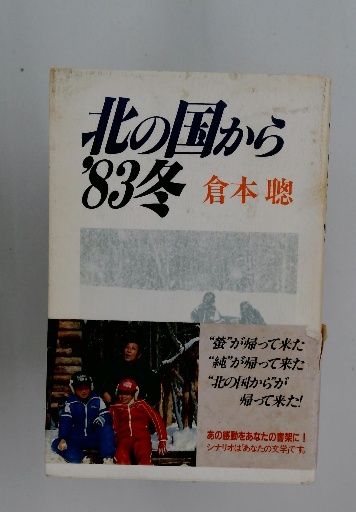 北の国から
'83冬
倉本聰
“螢”が帰って来た
“純”が帰って来た
“北の国から”が
帰って来た!
あの感動をあなたの書架に!
シナリオは「あなたの文学」です。